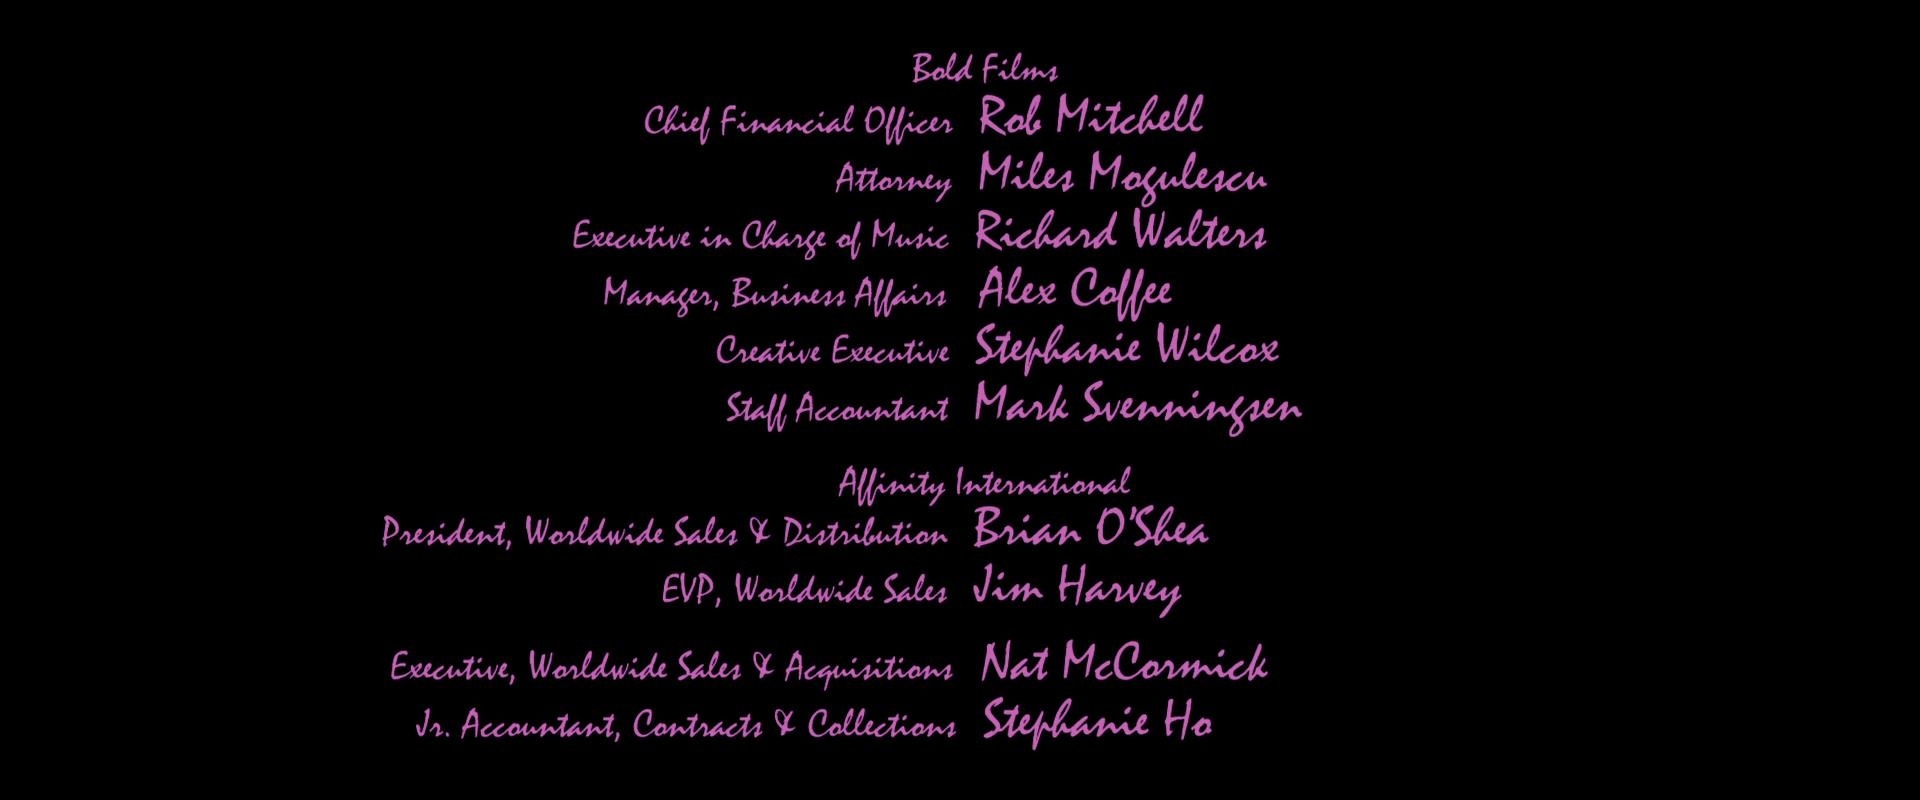 Bold Films
Chief Financial Officer Rob Mitchell
Attorney Miles Mogulescu
Executive in Charge of Music Richard Walters
Manager, Business Affairs Alex Coffee
Creative Executive Stephanie Wilcox
Staff Accountant Mark Svenningsen
Affinity International
President, Worldwide Sales & Distribution Brian O'Shea
EVP, Worldwide Sales Jim Harvey
Executive, Worldwide Sales & Acquisitions Nat McCormick
Jr. Accountant, Contracts & Collections Stephanie Ho